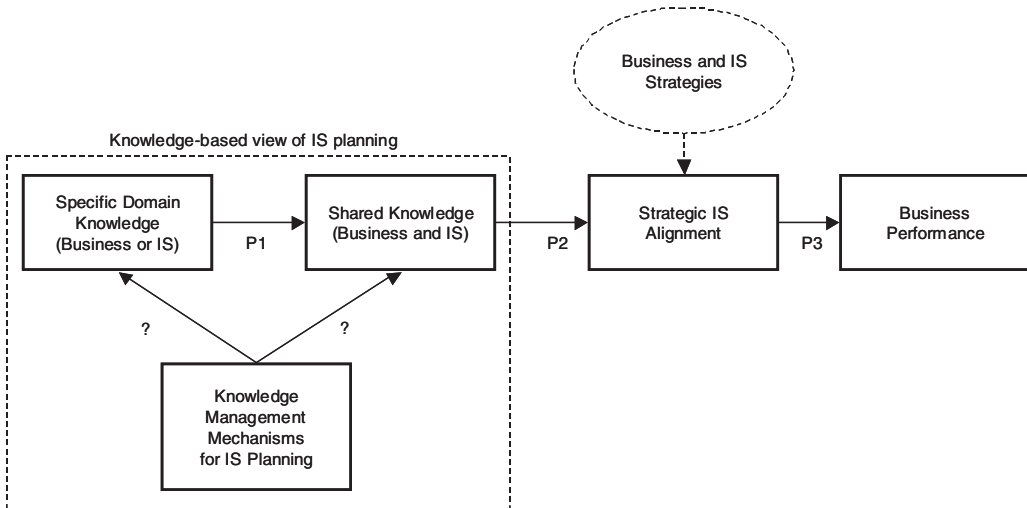 Business and IS
Strategies
Knowledge-based view of IS planning
Specific Domain
Knowledge
(Business or IS)
P1
Shared Knowledge
(Business and IS)
P2
Strategic IS
Alignment
P3
Business
Performance
?
?
Knowledge
Management
Mechanisms
for IS Planning